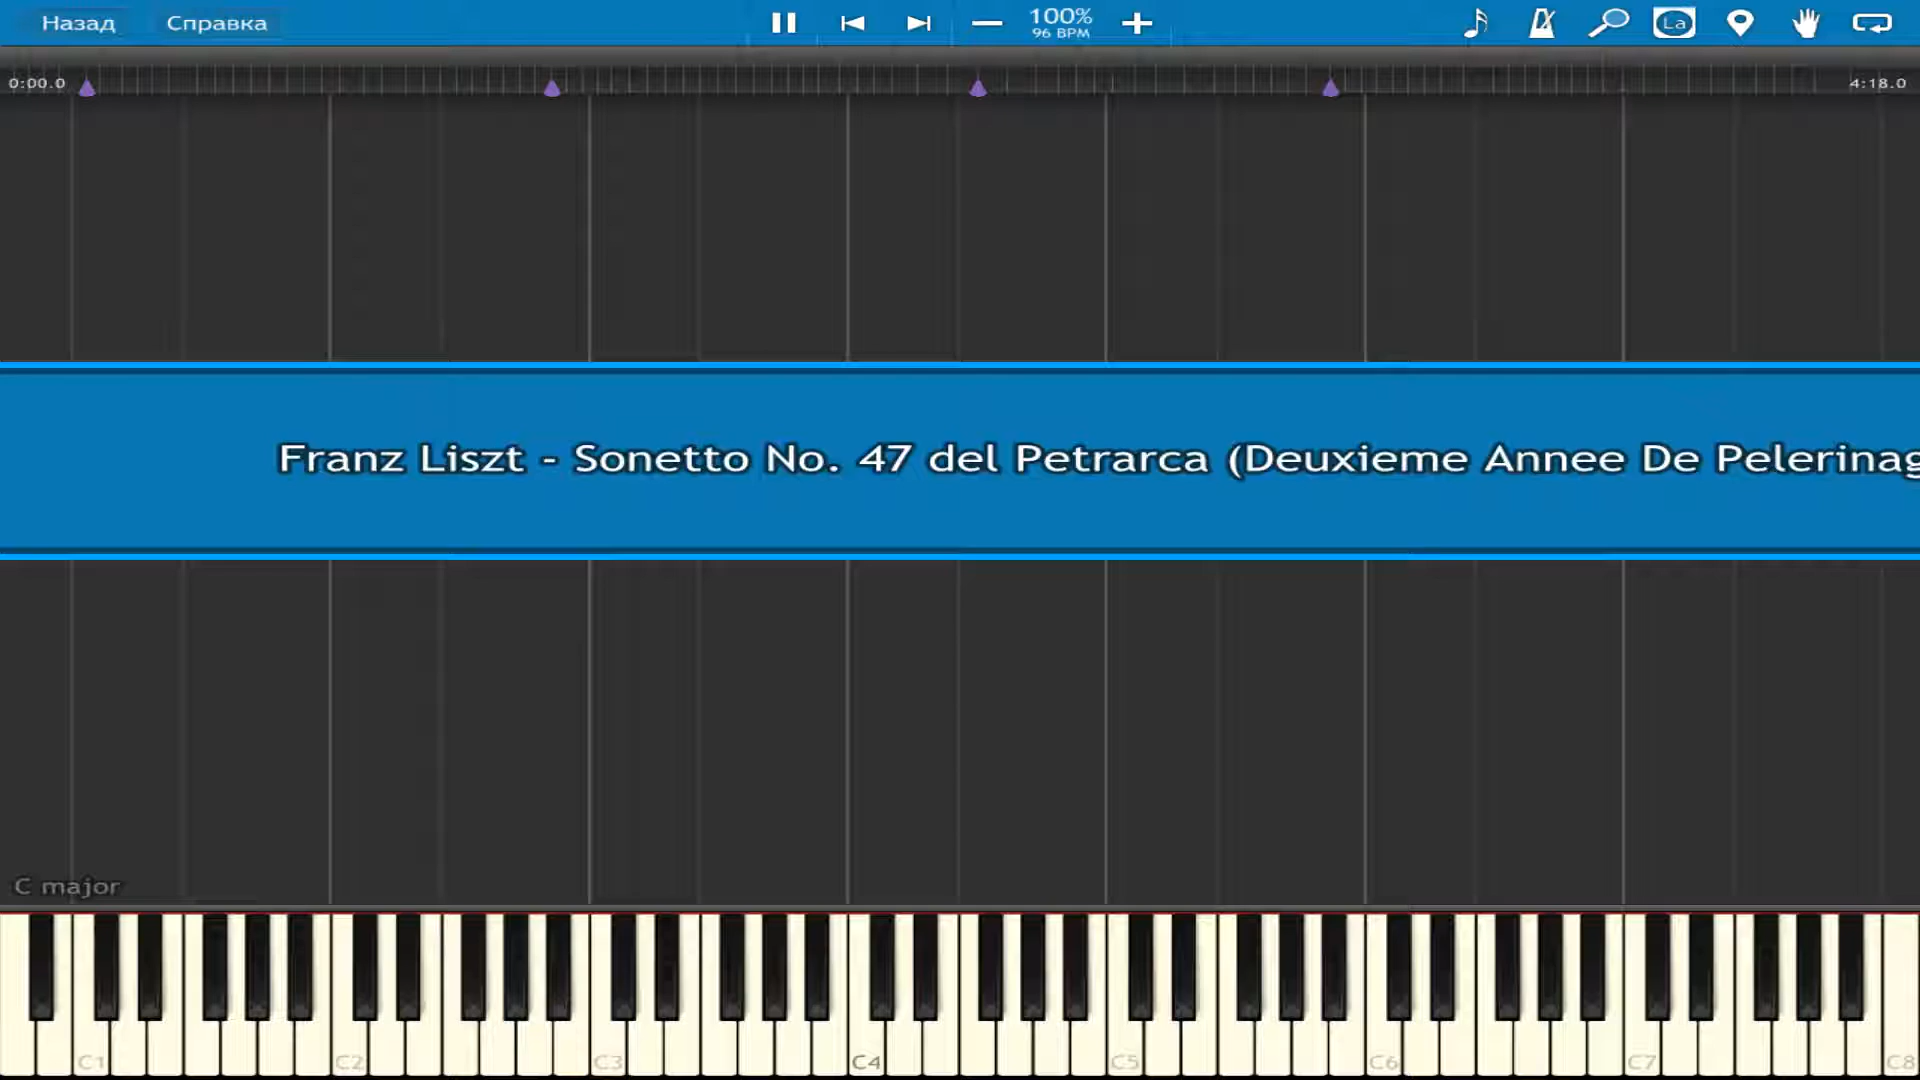 Назад Справка 100% La
96 BPM
0:00.0 4:18.0
Franz Liszt - Sonetto No. 47 del Petrarca (Deuxieme Annee De Pelerinag
C major
C1 C2 C3 C4 C5 C6 C7 C8